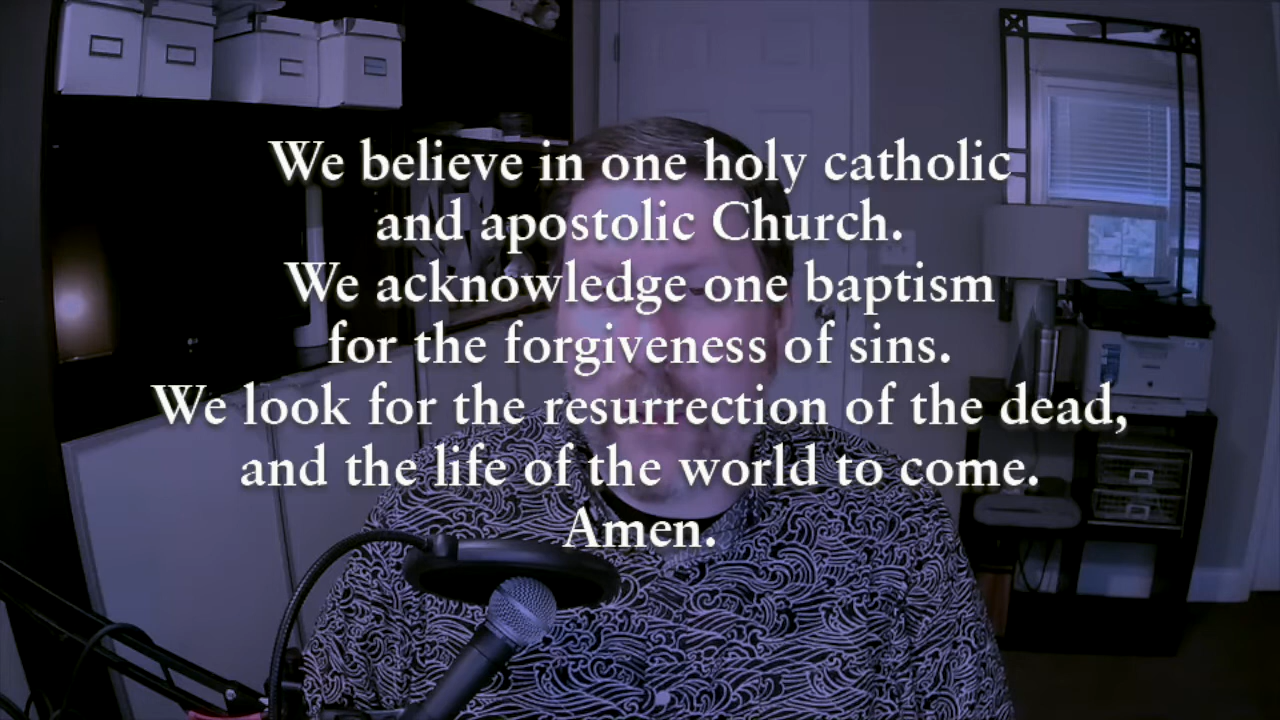 We believe in one holy catholic
and apostolic Church.
We acknowledge one baptism
for the forgiveness of sins.
We look for the resurrection of the dead,
and the life of the world to come.
Amen.